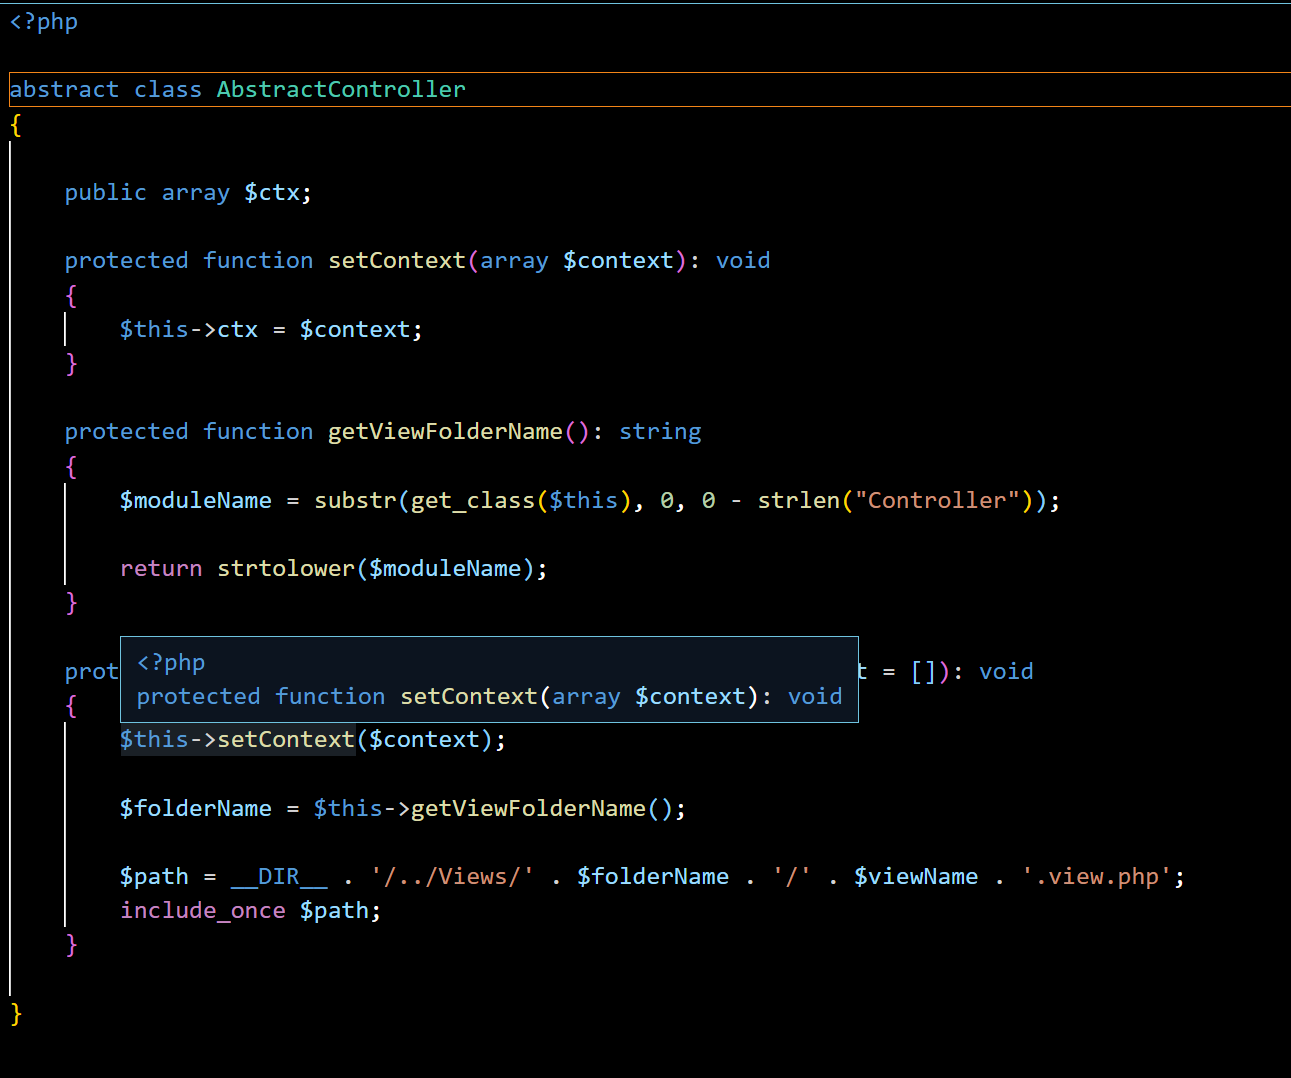 <?php
abstract class AbstractController
{
public array $ctx;
protected function setContext(array $context): void
{
$this->ctx = $context;
}
protected function getViewFolderName(): string
{
$moduleName = substr(get_class($this), 0, 0 - strlen("Controller"));
return strtolower($moduleName);
}
<?php
protected function setContext(array $context): void
prot t = []): void
{
$this->setContext($context);
$folderName = $this->getViewFolderName();
$path = __DIR__ . '/../Views/' . $folderName . '/' . $viewName . '.view.php';
include_once $path;
}
}